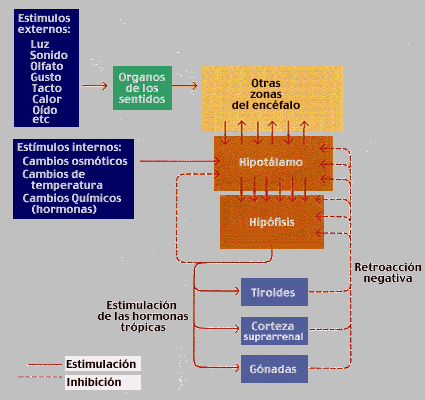 Estimulos
externos:
Luz
Sonido
Olfato
Gusto
Tacto
Calor
Oído
etc
Organos
de los
sentidos
Otras
zonas
del encéfalo
Estímulos internos:
Cambios osmóticos
Cambios de
temperatura
Cambios Químicos
(hormonas)
Hipotálamo
Hipófisis
Retroacción
negativa
Estimulación
de las hormonas
trópicas
Tiroides
Corteza
suprarrenal
Gónadas
Estimulación
Inhibición